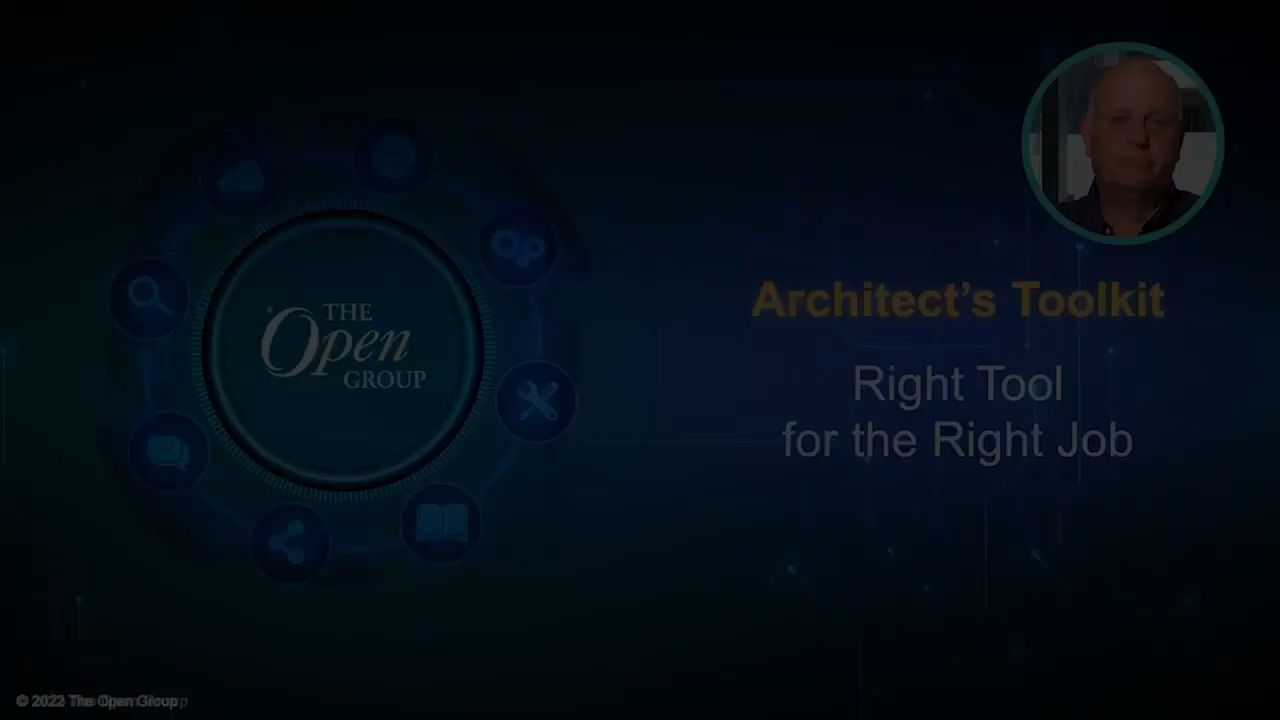 THE
Open
GROUP
Architect's Toolkit
Right Tool
for the Right Job
© 2022 The Open Group